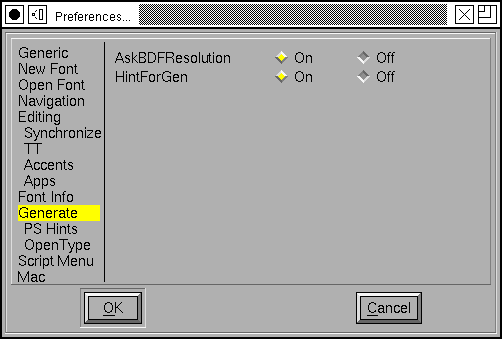 Preferences...
Generic
New Font
Open Font
Navigation
Editing
Synchronize
TT
Accents
Apps
Font Info
Generate
PS Hints
OpenType
Script Menu
Mac
AskBDFResolution On Off
HintForGen On Off
OK Cancel